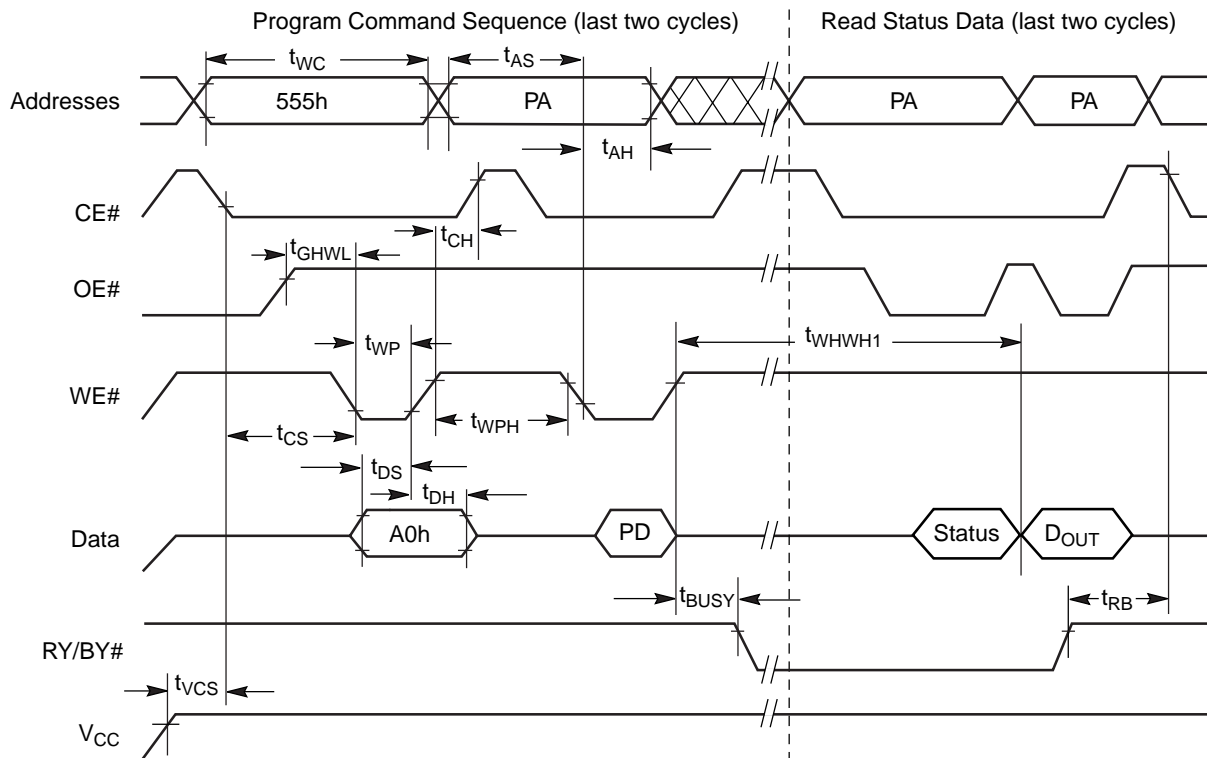 Program Command Sequence (last two cycles) Read Status Data (last two cycles)
tWC tAS
Addresses 555h PA PA PA
tAH
CE#
tCH
tGHWL
OE#
tWP tWHWH1
WE#
tWPH
tCS
tDS
tDH
Data A0h PD Status DOUT
tBUSY tRB
RY/BY#
tVCS
VCC